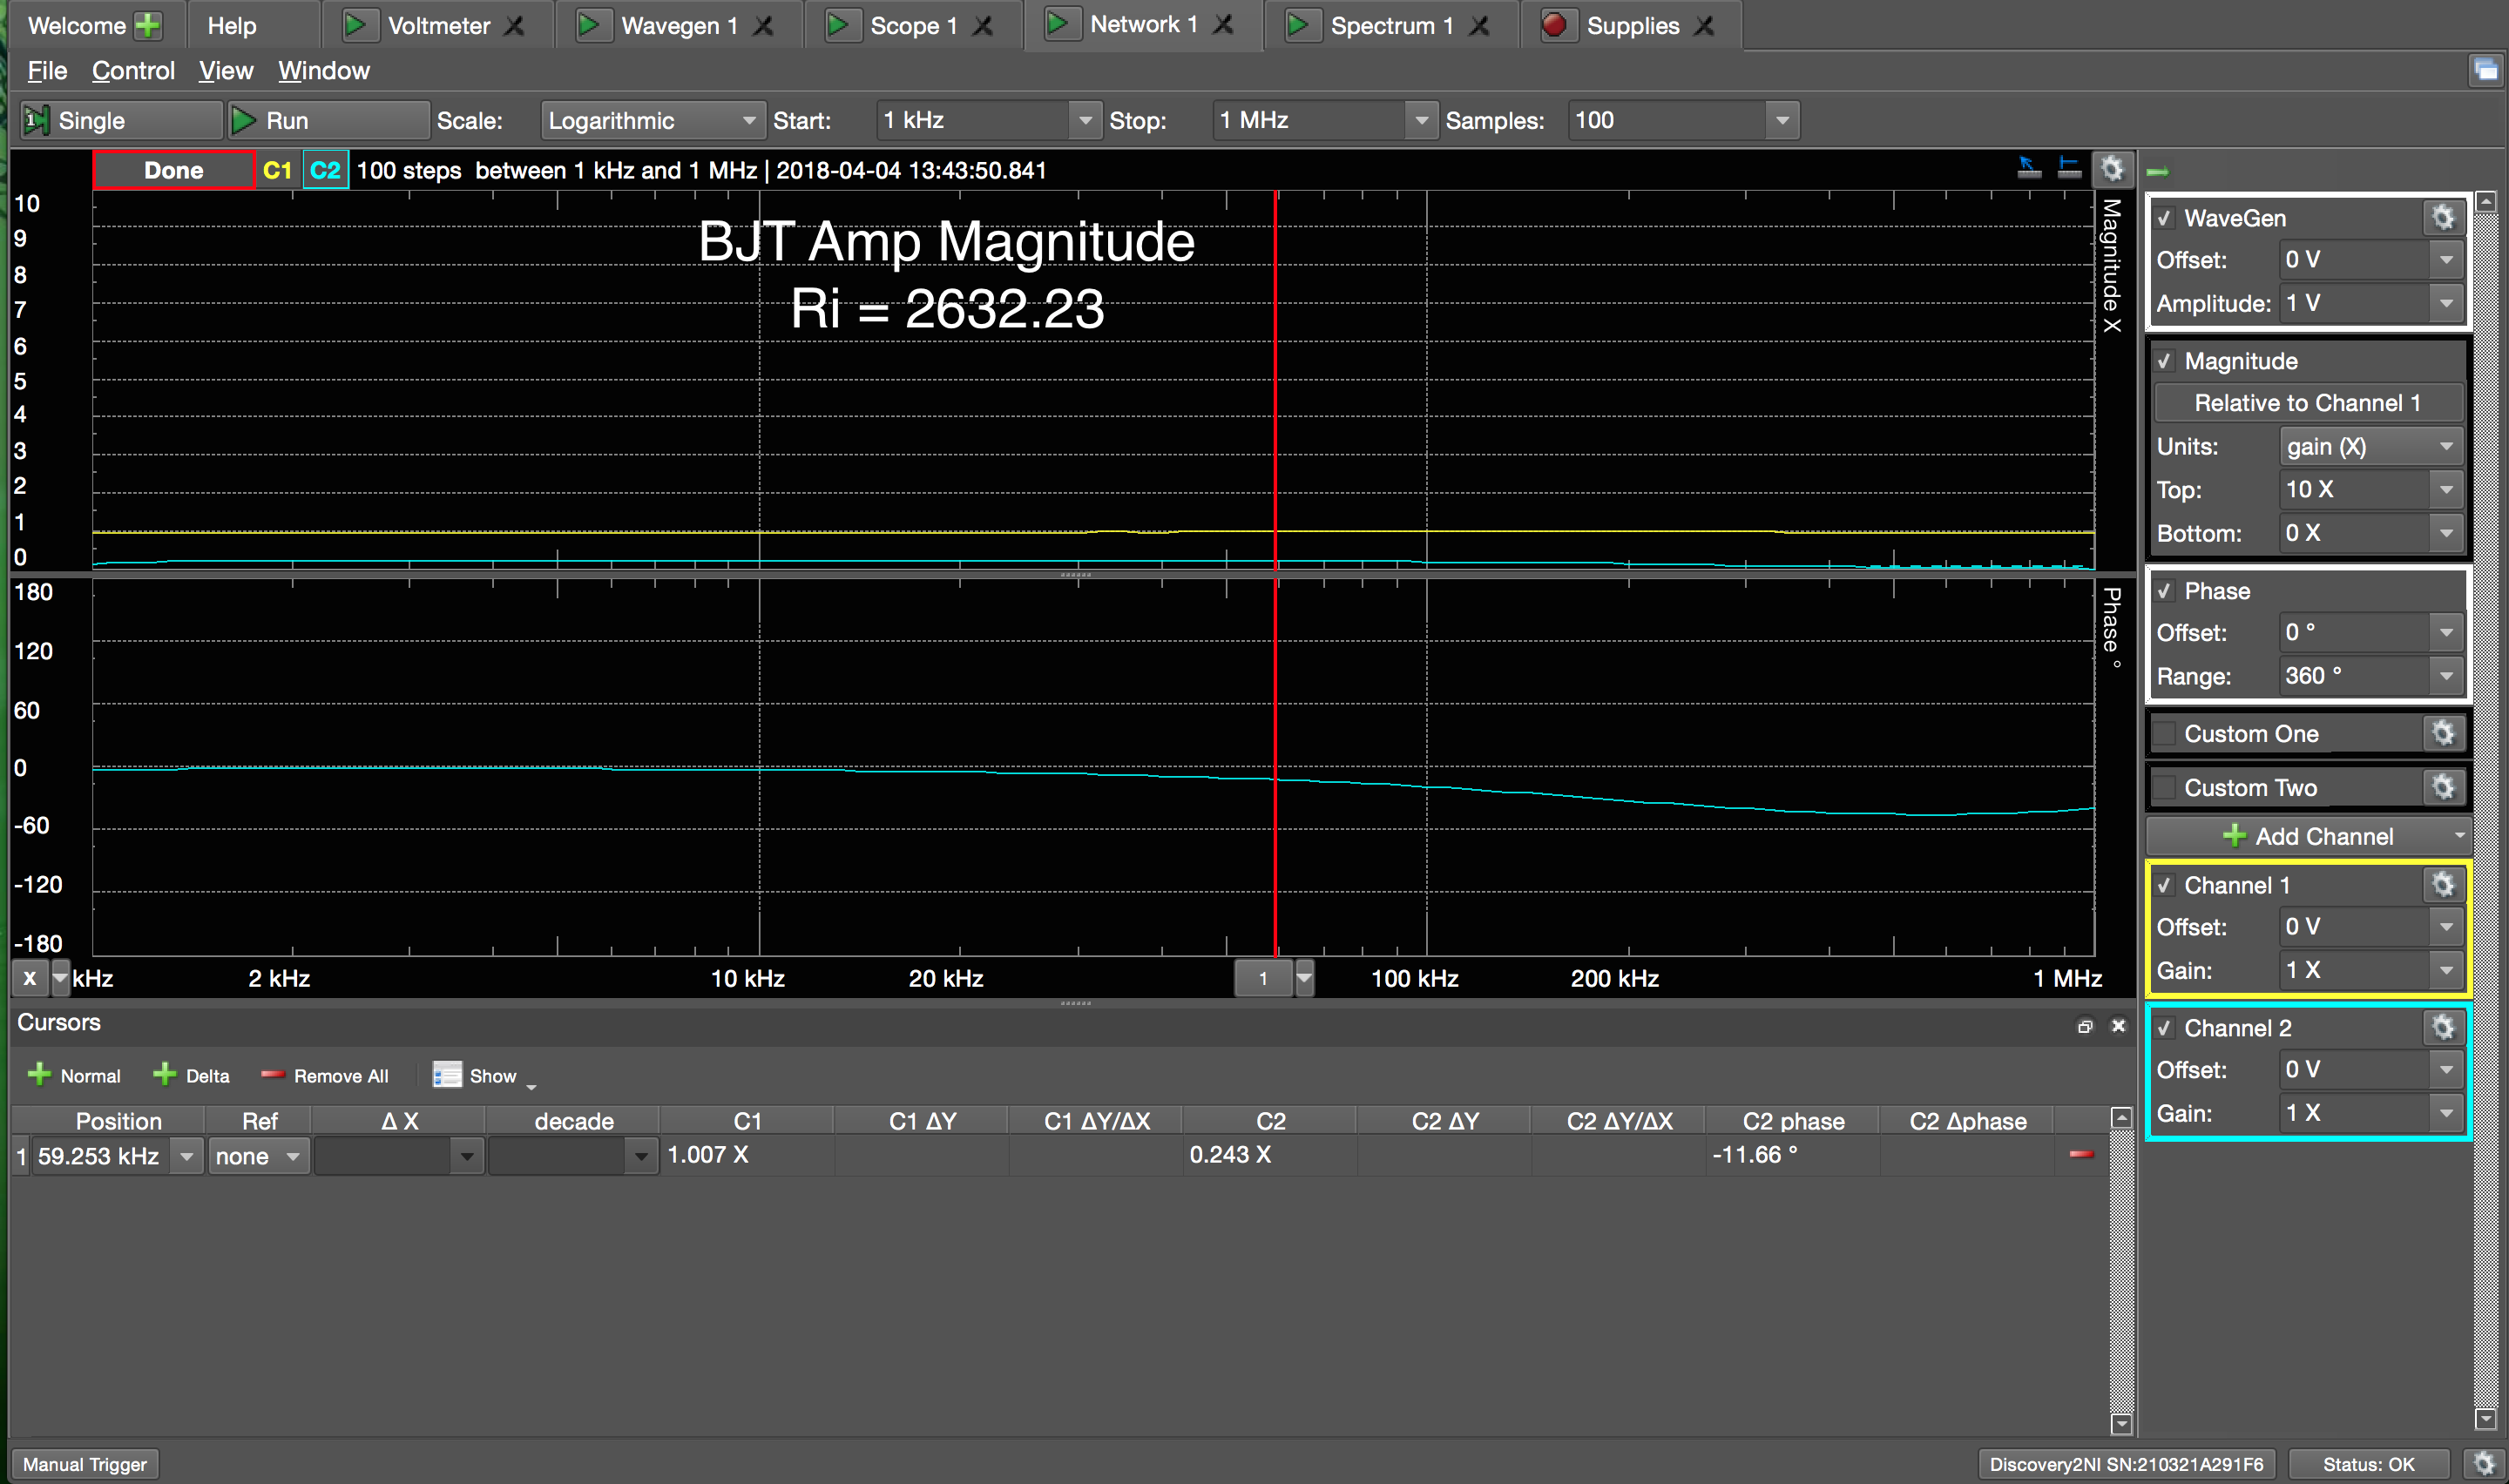 Welcome Help Voltmeter Wavegen 1 Scope 1 Network 1 Spectrum 1 Supplies
File Control View Window
Single Run Scale: Logarithmic Start: 1 kHz Stop: 1 MHz Samples: 100
Done C1 C2 100 steps between 1 kHz and 1 MHz | 2018-04-04 13:43:50.841
BJT Amp Magnitude
Ri = 2632.23
10
9
8
7
6
5
4
3
2
1
0
Magnitude X
180
120
60
0
-60
-120
-180
Phase °
X kHz 2 kHz 10 kHz 20 kHz 1 100 kHz 200 kHz 1 MHz
Cursors
Normal Delta Remove All Show
Position Ref Δ X decade C1 C1 ΔY C1 ΔY/ΔX C2 C2 ΔY C2 ΔY/ΔX C2 phase C2 Δphase
1 59.253 kHz none 1.007 X 0.243 X -11.66 °
WaveGen
Offset: 0 V
Amplitude: 1 V
Magnitude
Relative to Channel 1
Units: gain (X)
Top: 10 X
Bottom: 0 X
Phase
Offset: 0 °
Range: 360 °
Custom One
Custom Two
Add Channel
Channel 1
Offset: 0 V
Gain: 1 X
Channel 2
Offset: 0 V
Gain: 1 X
Manual Trigger Discovery2NI SN:210321A291F6 Status: OK